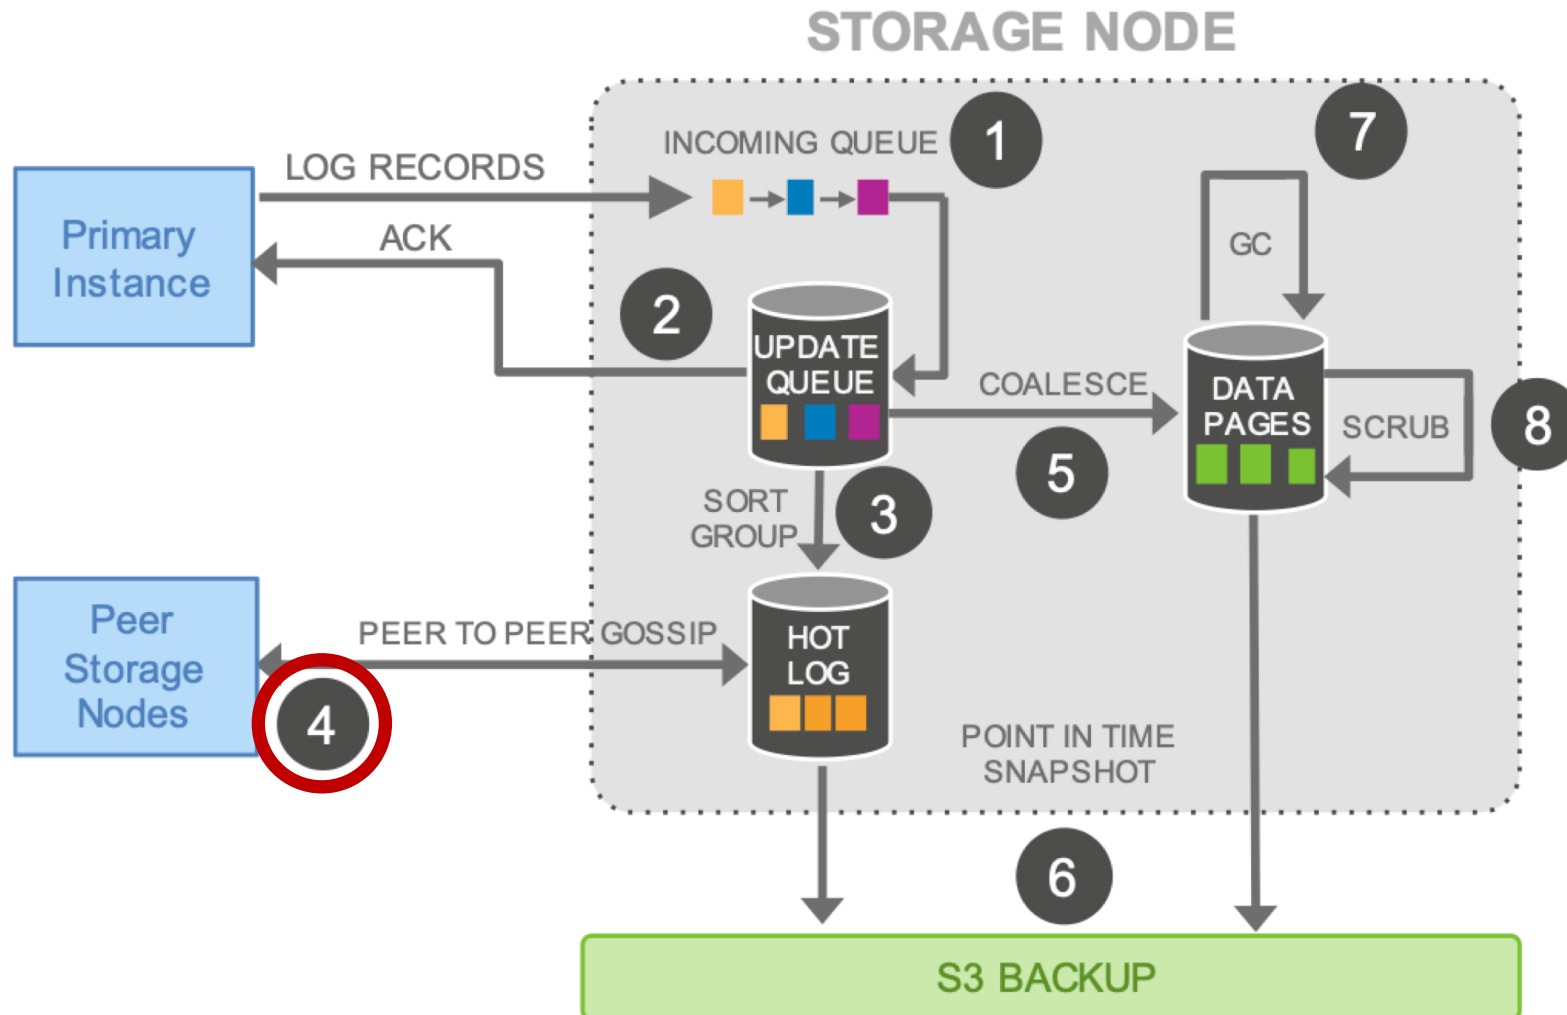 STORAGE NODE
1
7
INCOMING QUEUE
LOG RECORDS
Primary
Instance
ACK
GC
2
UPDATE
QUEUE
COALESCE
DATA
PAGES
SCRUB
8
5
SORT
GROUP
3
Peer
Storage
Nodes
PEER TO PEER GOSSIP
HOT
LOG
4
POINT IN TIME
SNAPSHOT
6
S3 BACKUP